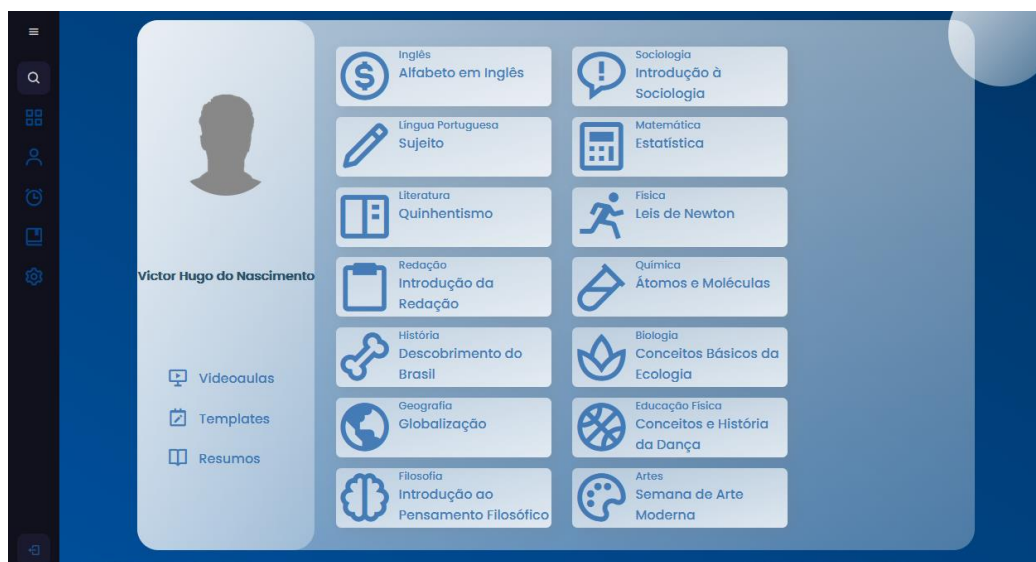 Victor Hugo do Nascimento
Videoaulas
Templates
Resumos
Inglês
Alfabeto em Inglês
Língua Portuguesa
Sujeito
Literatura
Quinhentismo
Redação
Introdução da
Redação
História
Descobrimento do
Brasil
Geografia
Globalização
Filosofia
Introdução ao
Pensamento Filosófico
Sociologia
Introdução à
Sociologia
Matemática
Estatística
Física
Leis de Newton
Química
Átomos e Moléculas
Biologia
Conceitos Básicos da
Ecologia
Educação Física
Conceitos e História
da Dança
Artes
Semana de Arte
Moderna